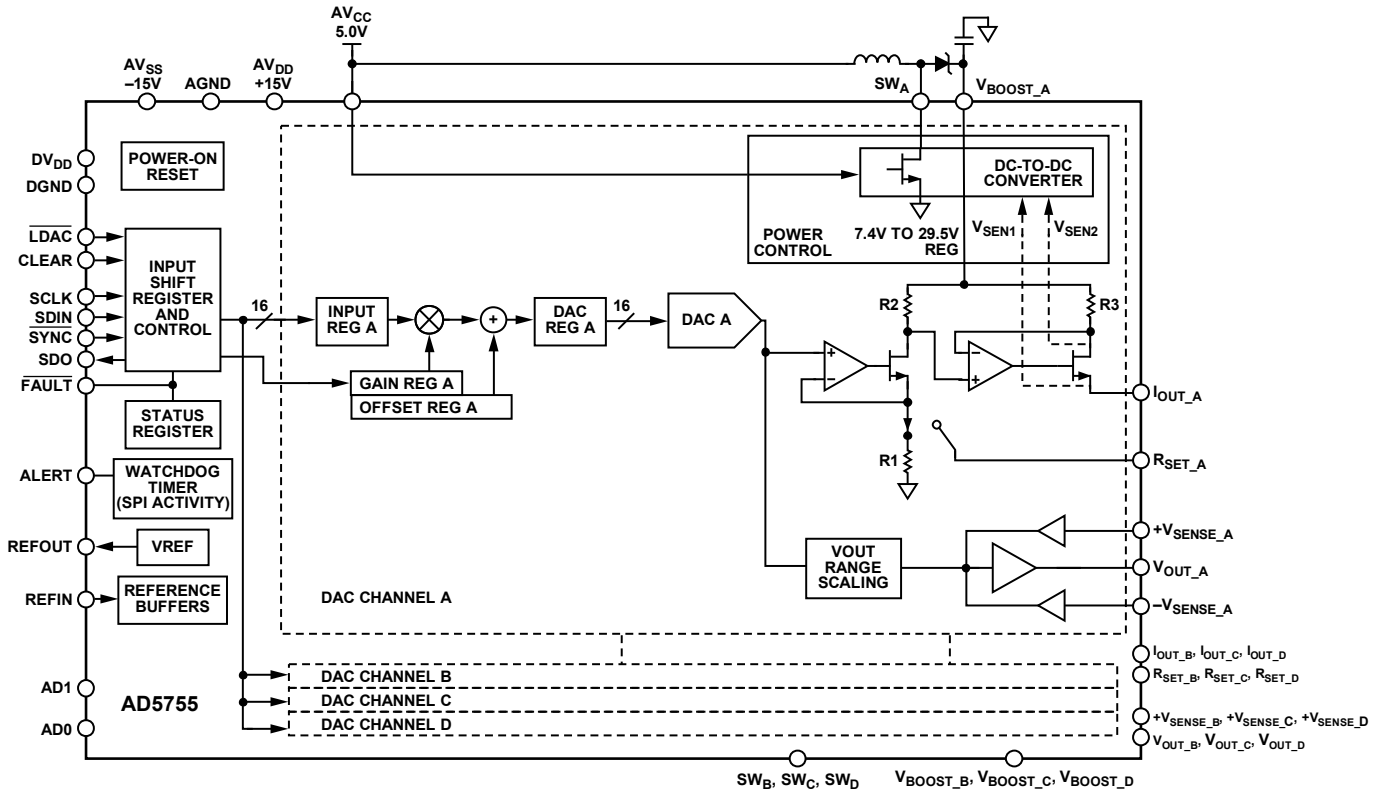 AVCC
5.0V
AVSS
–15V
AGND
AVDD
+15V
SWA
VBOOST_A
DVDD
DGND
POWER-ON
RESET
LDAC
CLEAR
SCLK
SDIN
SYNC
SDO
FAULT
INPUT
SHIFT
REGISTER
AND
CONTROL
STATUS
REGISTER
ALERT
WATCHDOG
TIMER
(SPI ACTIVITY)
REFOUT
VREF
REFIN
REFERENCE
BUFFERS
AD1
AD0
AD5755
16
INPUT
REG A
+
DAC
REG A
16
DAC A
GAIN REG A
OFFSET REG A
DC-TO-DC
CONVERTER
POWER
CONTROL
7.4V TO 29.5V
REG
VSEN1
VSEN2
R2
R3
+
–
–
+
R1
IOUT_A
RSET_A
VOUT
RANGE
SCALING
+VSENSE_A
VOUT_A
–VSENSE_A
DAC CHANNEL A
DAC CHANNEL B
DAC CHANNEL C
DAC CHANNEL D
IOUT_B, IOUT_C, IOUT_D
RSET_B, RSET_C, RSET_D
+VSENSE_B, +VSENSE_C, +VSENSE_D
VOUT_B, VOUT_C, VOUT_D
SWB, SWC, SWD
VBOOST_B, VBOOST_C, VBOOST_D